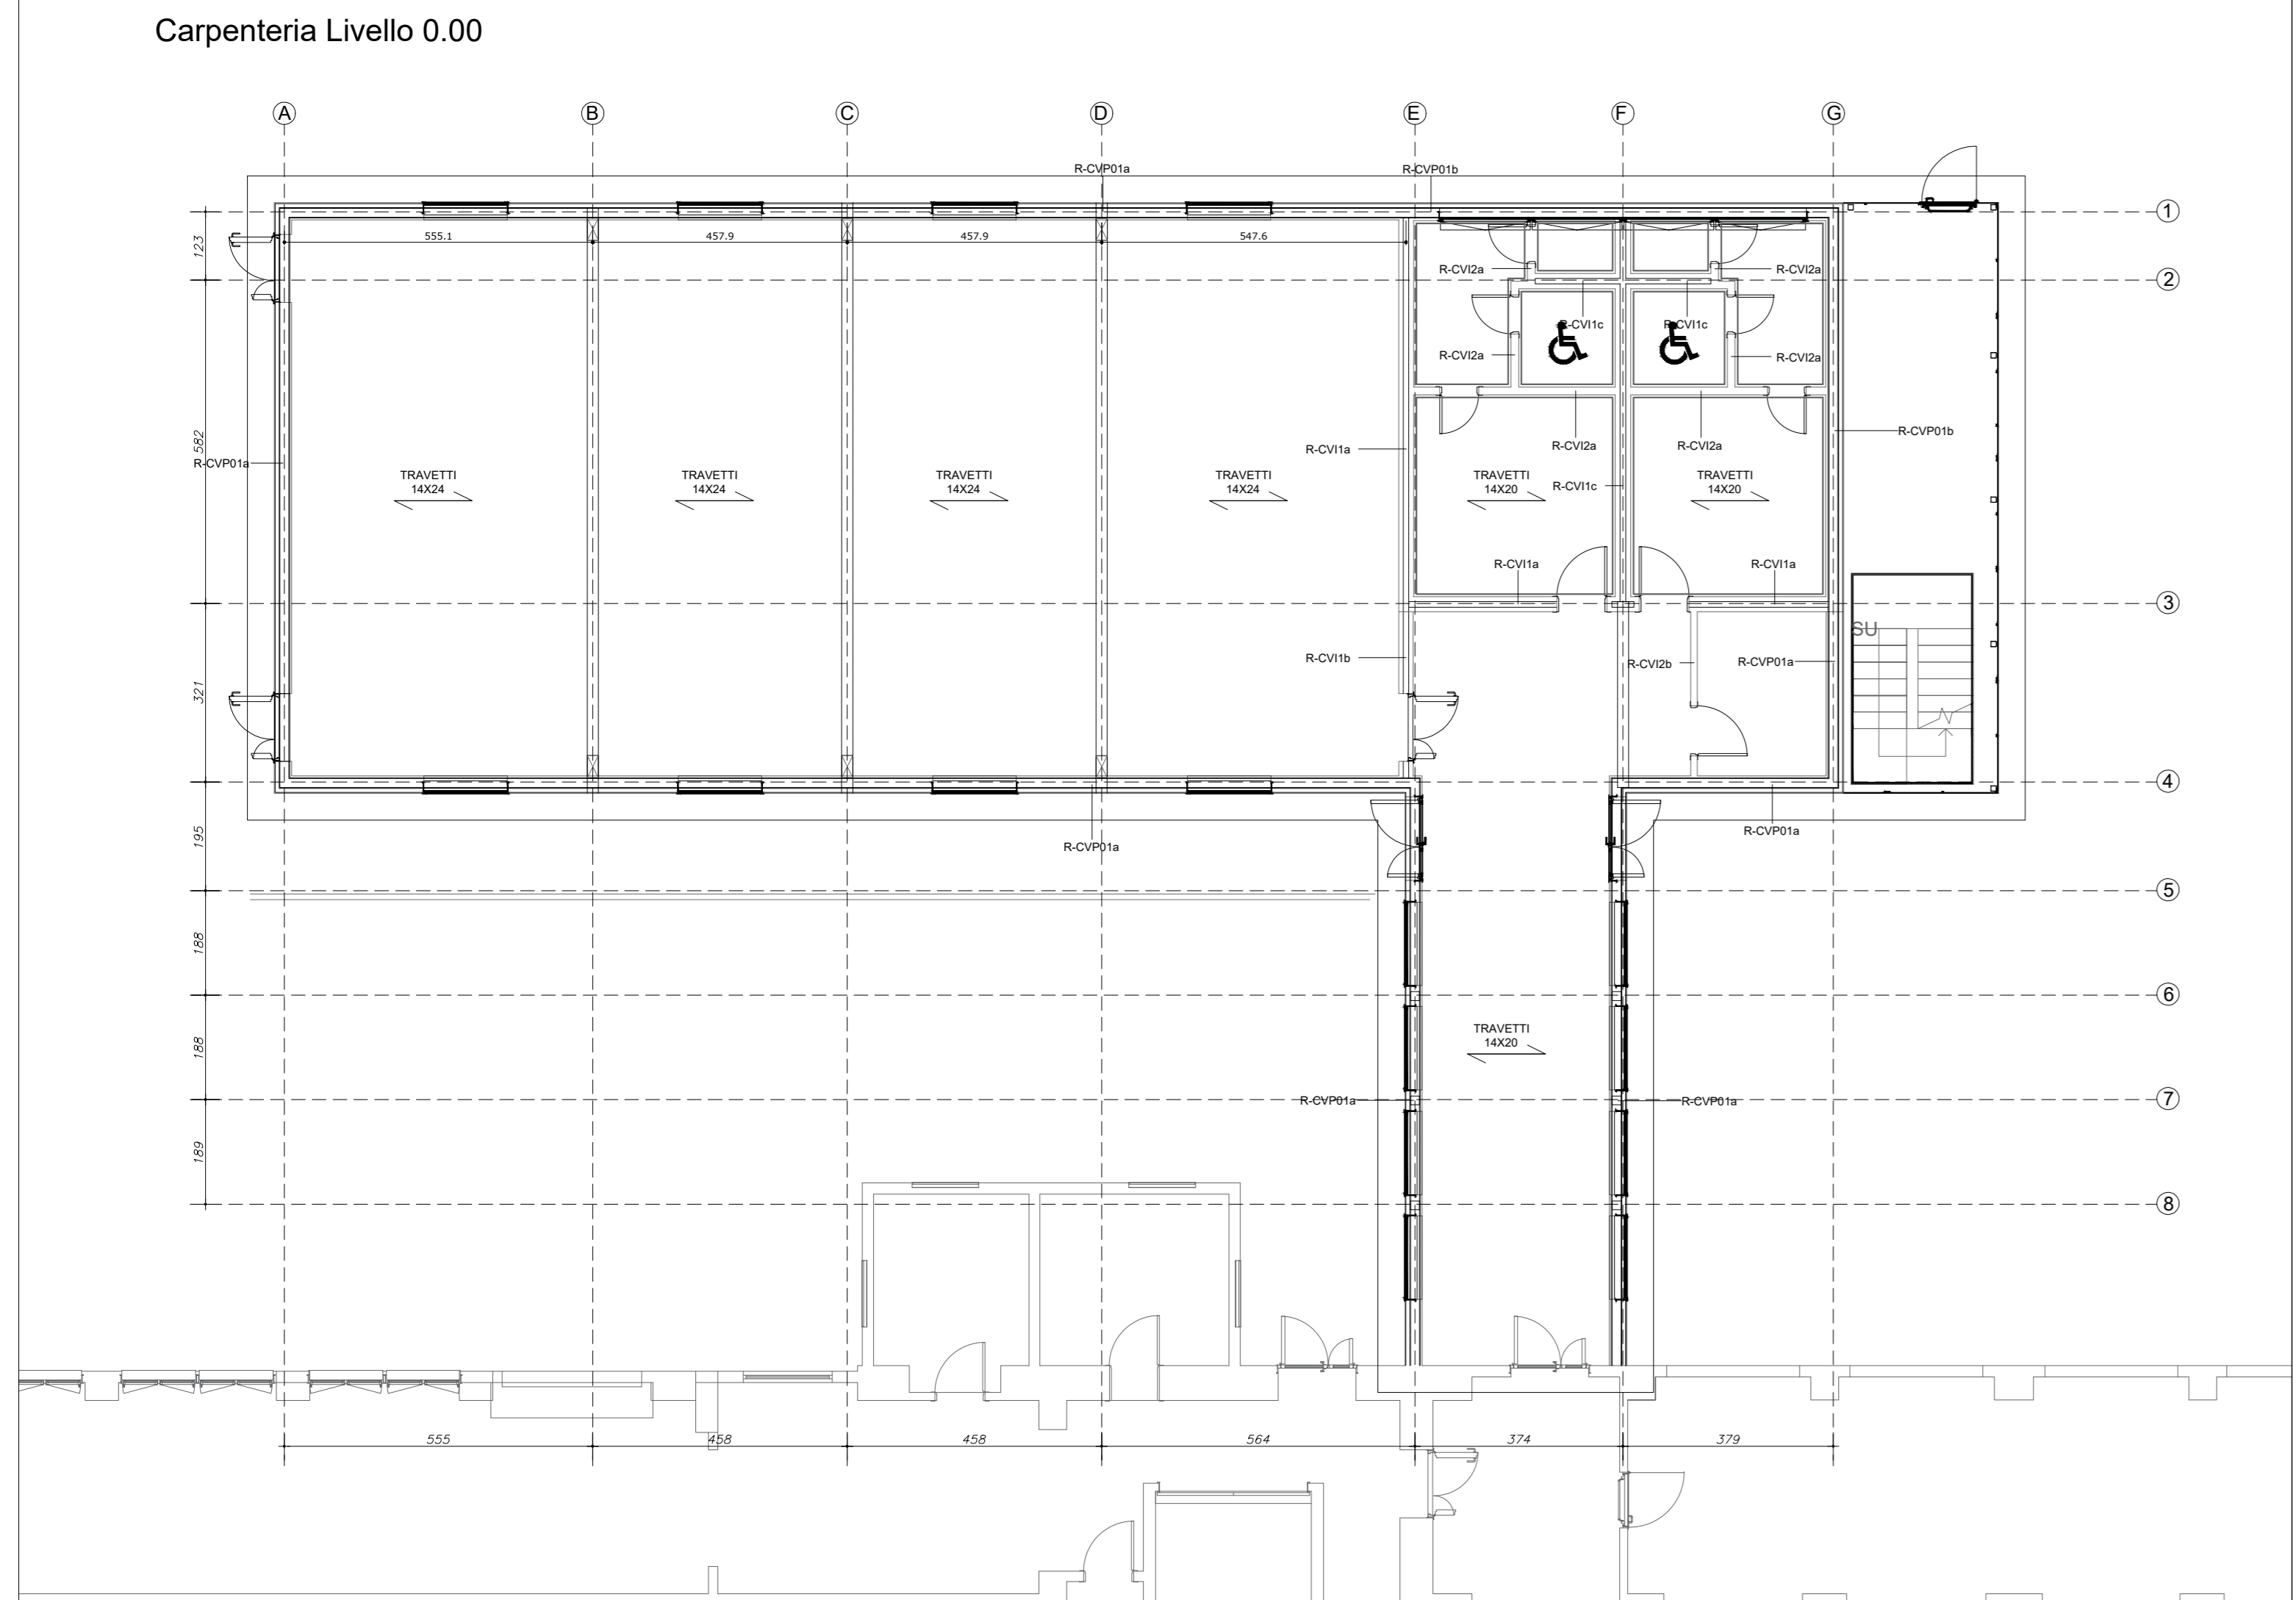 Carpenteria Livello 0.00
A
B
C
D
E
F
G
R-CVP01a
R-CVP01b
1
123
555.1
457.9
457.9
547.6
R-CVI2a
R-CVI2a
2
R-CVI1c
R-CVI1c
R-CVI2a
R-CVI2a
582
R-CVP01a
R-CVI1a
R-CVI2a
R-CVI2a
R-CVP01b
TRAVETTI
14X24
TRAVETTI
14X24
TRAVETTI
14X24
TRAVETTI
14X24
TRAVETTI
14X20
R-CVI1c
TRAVETTI
14X20
R-CVI1a
R-CVI1a
3
SU
R-CVI1b
R-CVI2b
R-CVP01a
321
4
195
R-CVP01a
R-CVP01a
5
188
6
TRAVETTI
14X20
188
R-CVP01a
R-CVP01a
7
189
8
555
458
458
564
374
379